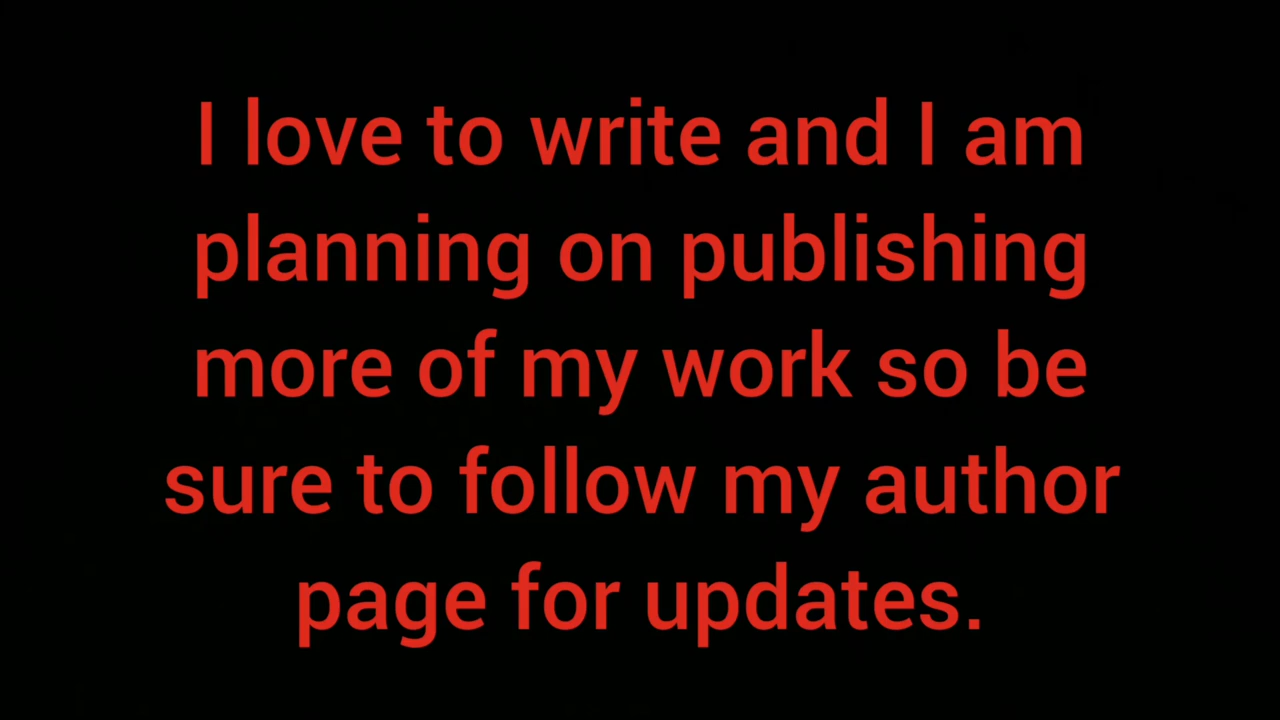 I love to write and I am
planning on publishing
more of my work so be
sure to follow my author
page for updates.